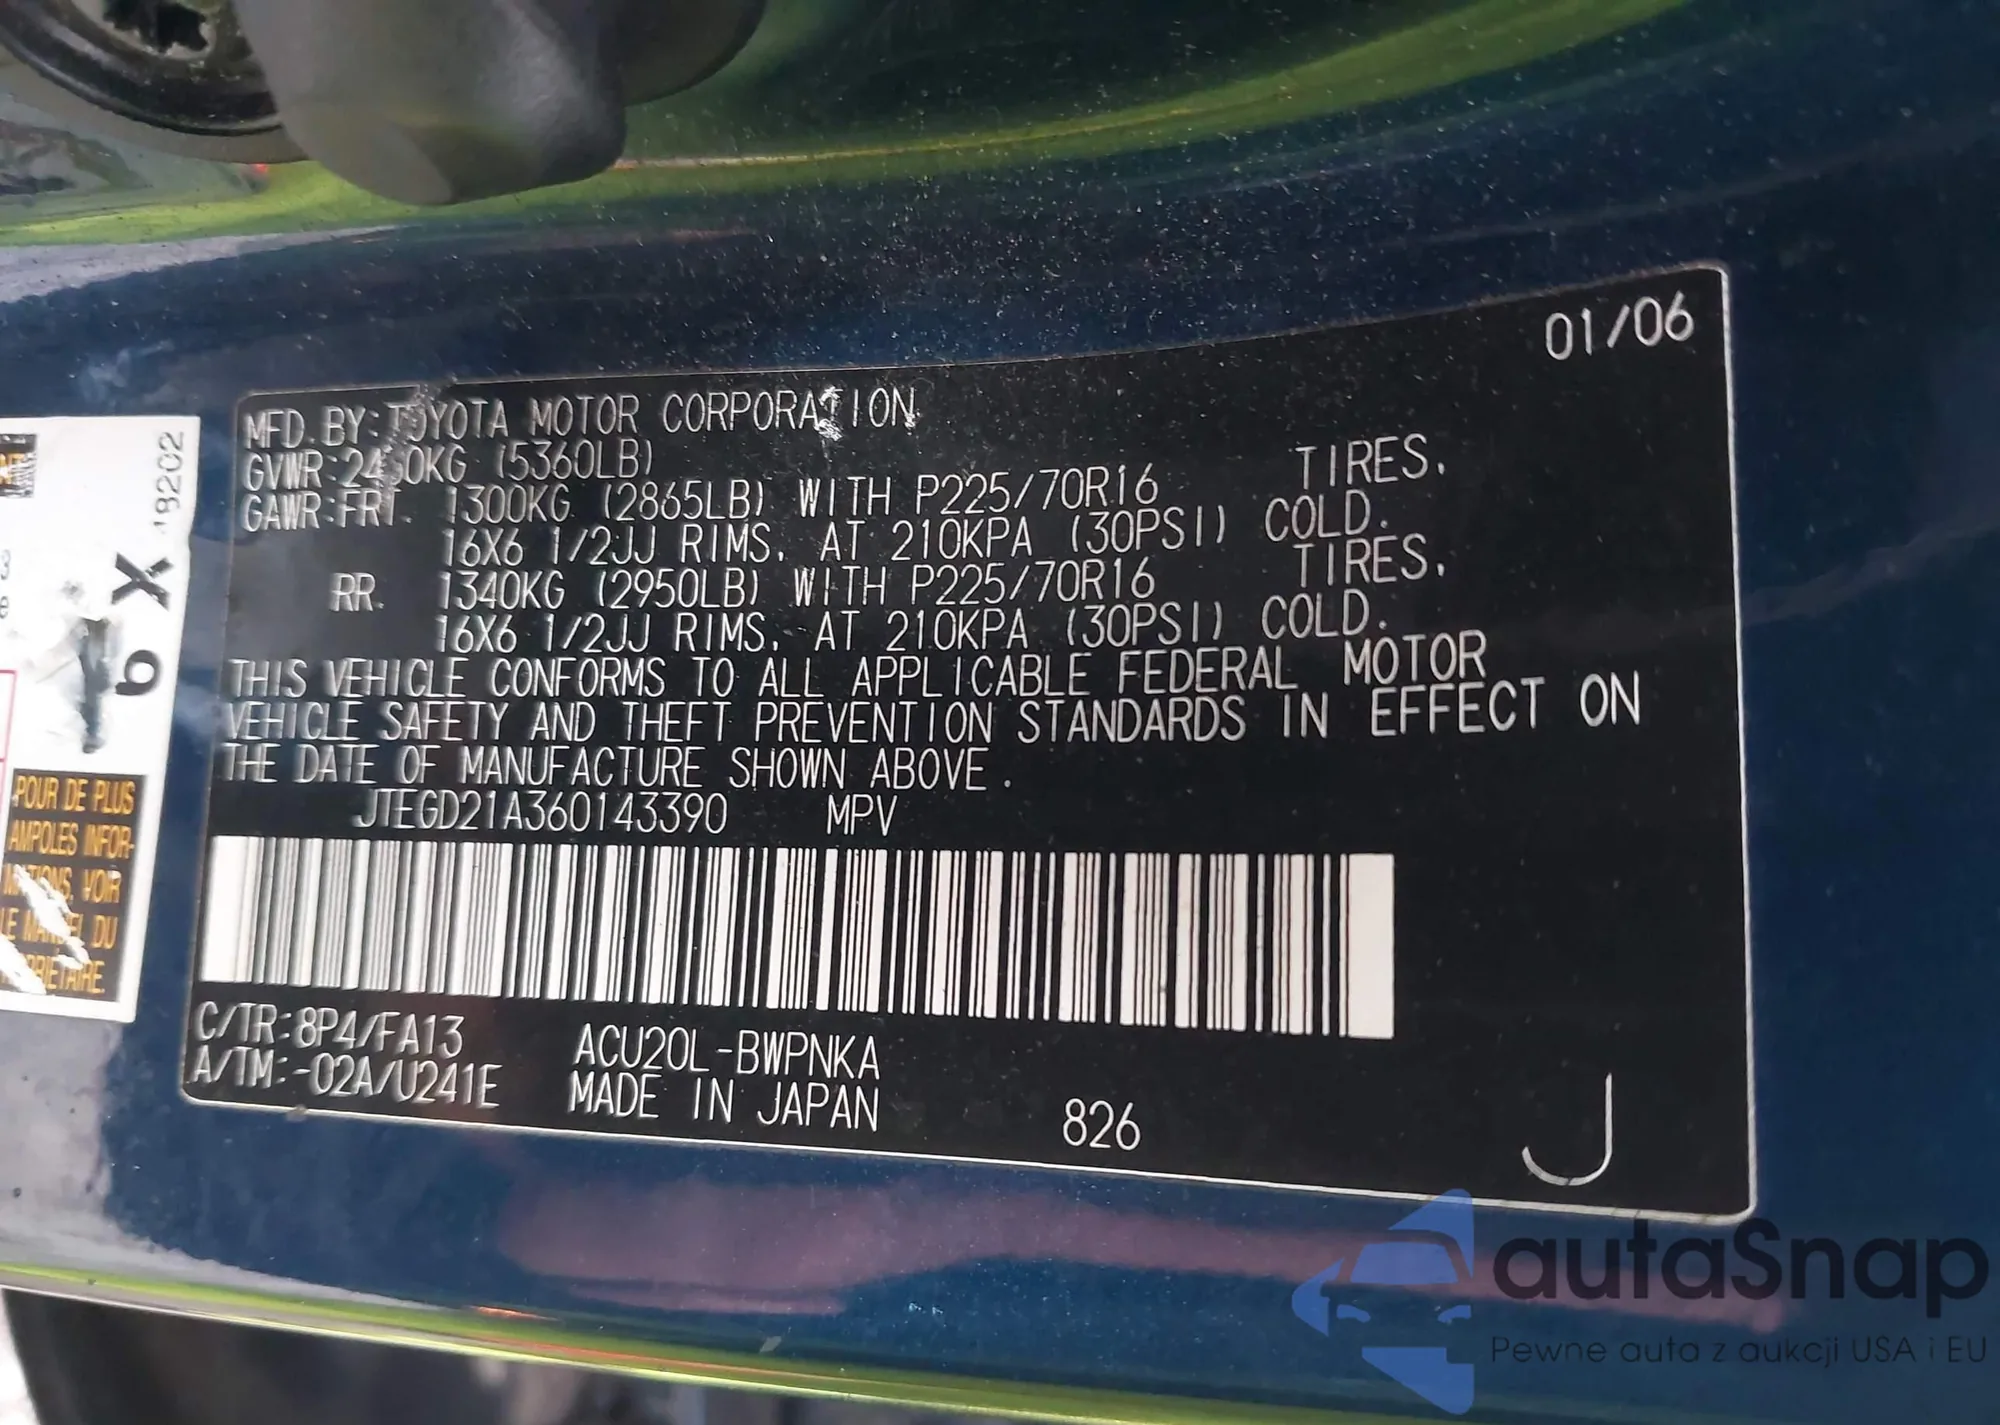 01/06
MFD. BY: TOYOTA MOTOR CORPORATION
GVWR: KG (5360LB)
GAWR: FRT. 1300KG (2865LB) WITH P225/70R16 TIRES.
16X6 1/2JJ RIMS, AT 210KPA (30PSI) COLD.
RR. 1340KG (2950LB) WITH P225/70R16 TIRES.
16X6 1/2JJ RIMS, AT 210KPA (30PSI) COLD.
THIS VEHICLE CONFORMS TO ALL APPLICABLE FEDERAL MOTOR
VEHICLE SAFETY AND THEFT PREVENTION STANDARDS IN EFFECT ON
THE DATE OF MANUFACTURE SHOWN ABOVE.
JTEGD21A360143390 MPV
C/TR: 8P4/FA13 ACU20L-BWPNKA
A/TM: -02A/U241E MADE IN JAPAN
826
J
POUR DE PLUS
AMPOLES INFOR-
VOIR
LE DU
autaSnap
Pewne auta z aukcji USA i EU